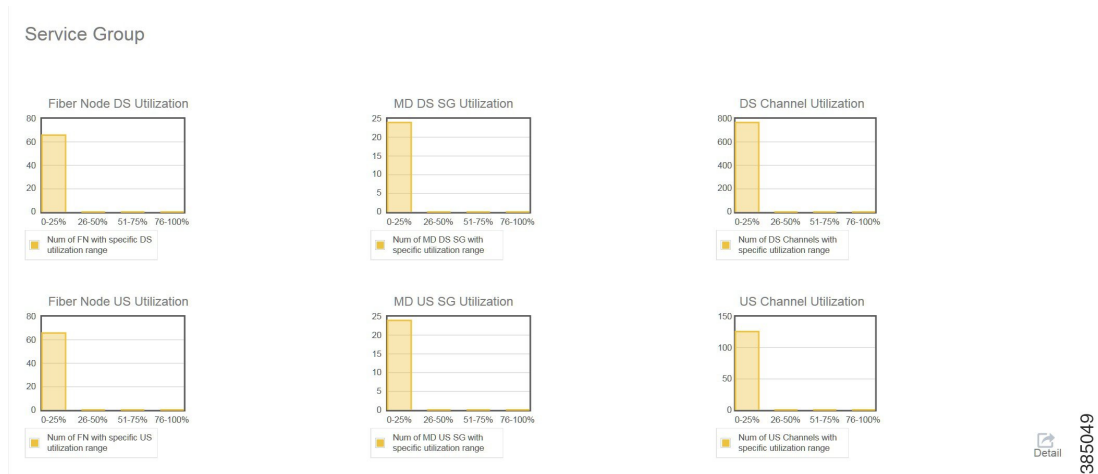 Service Group
Fiber Node DS Utilization
80
60
40
20
0
0-25% 26-50% 51-75% 76-100%
Num of FN with specific DS
utilization range
MD DS SG Utilization
25
20
15
10
5
0
0-25% 26-50% 51-75% 76-100%
Num of MD DS SG with
specific utilization range
DS Channel Utilization
800
600
400
200
0
0-25% 26-50% 51-75% 76-100%
Num of DS Channels with
specific utilization range
Fiber Node US Utilization
80
60
40
20
0
0-25% 26-50% 51-75% 76-100%
Num of FN with specific US
utilization range
MD US SG Utilization
25
20
15
10
5
0
0-25% 26-50% 51-75% 76-100%
Num of MD US SG with
specific utilization range
US Channel Utilization
150
100
50
0
0-25% 26-50% 51-75% 76-100%
Num of US Channels with
specific utilization range
Detail
385049